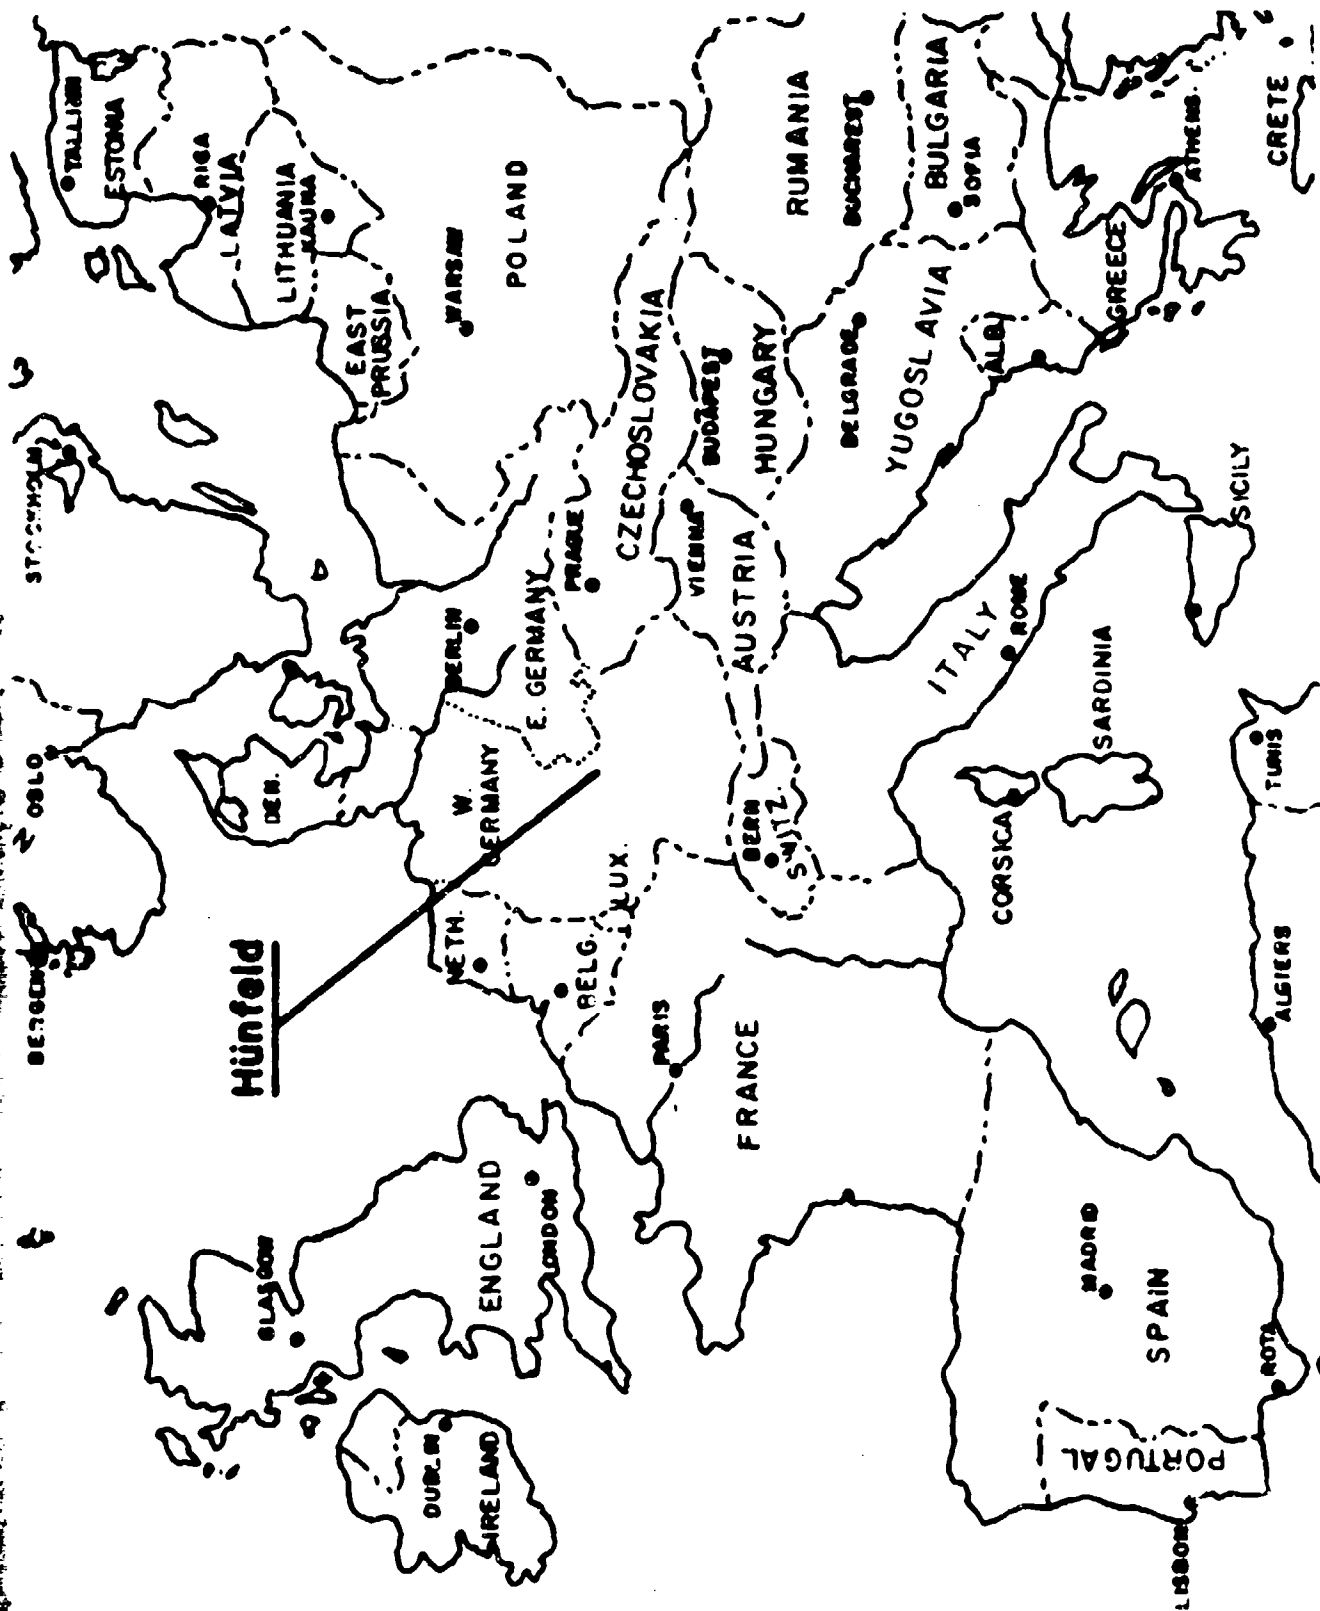 BERGEN
OSLO
STOCKHOLM
TALLINN
ESTONIA
RIGA
LATVIA
LITHUANIA
KAUNA
EAST
PRUSSIA
WARSAW
POLAND
DEN.
Hünfeld
GLASGOW
ENGLAND
LONDON
DUBLIN
IRELAND
NETH.
BELG.
LUX.
W.
GERMANY
BERLIN
E. GERMANY
PRAGUE
CZECHOSLOVAKIA
VIENNA
AUSTRIA
BUDAPEST
HUNGARY
RUMANIA
BUCHAREST
BULGARIA
SOFIA
BELGRADE
YUGOSLAVIA
ALB.
GREECE
ATHENS
CRETE
PARIS
FRANCE
BERN
SWITZ.
ITALY
ROME
CORSICA
SARDINIA
SICILY
TUNIS
ALGIERS
MADRID
SPAIN
ROTA
PORTUGAL
LISBON